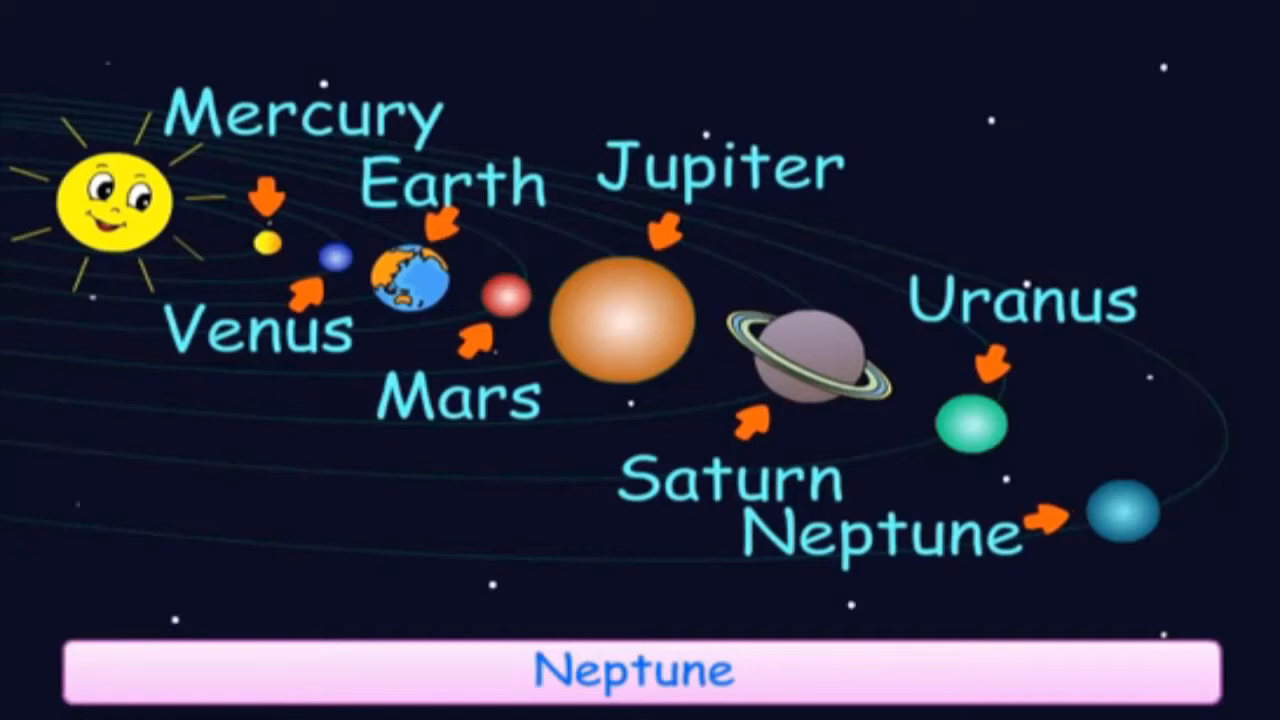 Mercury
Earth
Jupiter
Venus
Mars
Uranus
Saturn
Neptune
Neptune